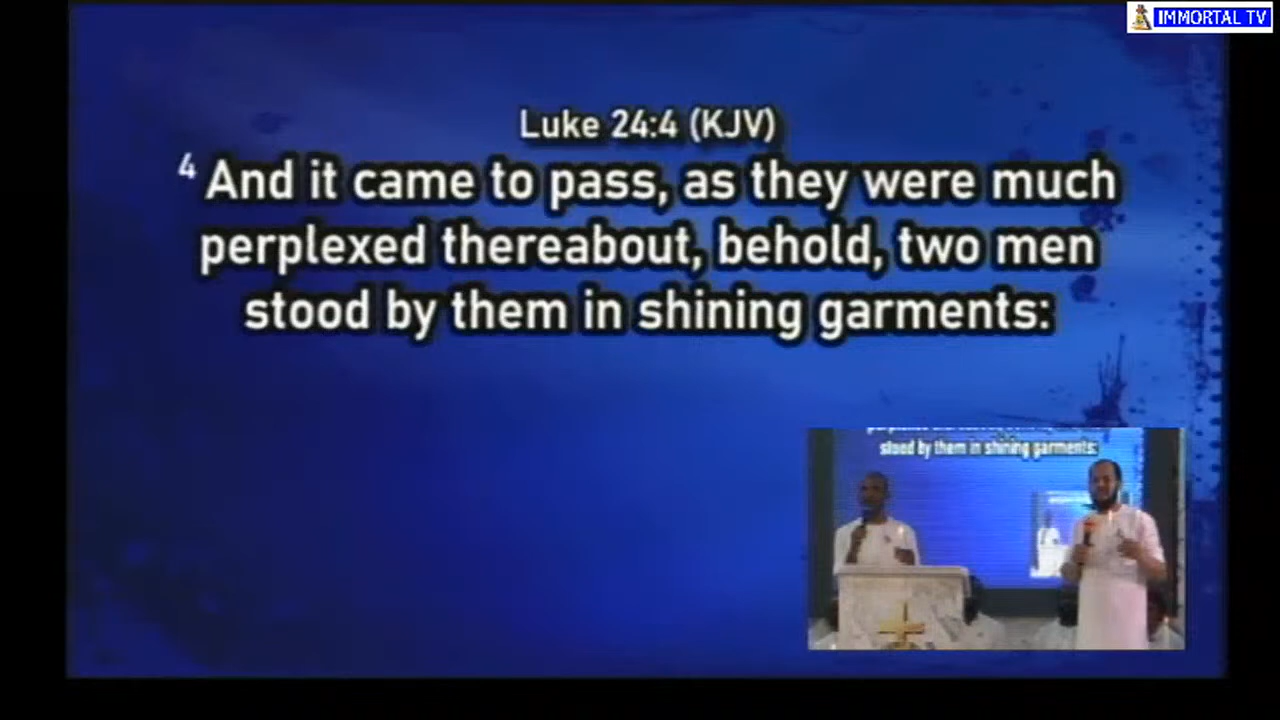 IMMORTAL TV
Luke 24:4 (KJV)
4 And it came to pass, as they were much
perplexed thereabout, behold, two men
stood by them in shining garments:
stood by them in shining garments: